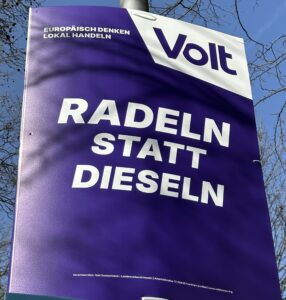 EUROPÄISCH DENKEN
LOKAL HANDELN
Volt
RADELN
STATT
DIESELN